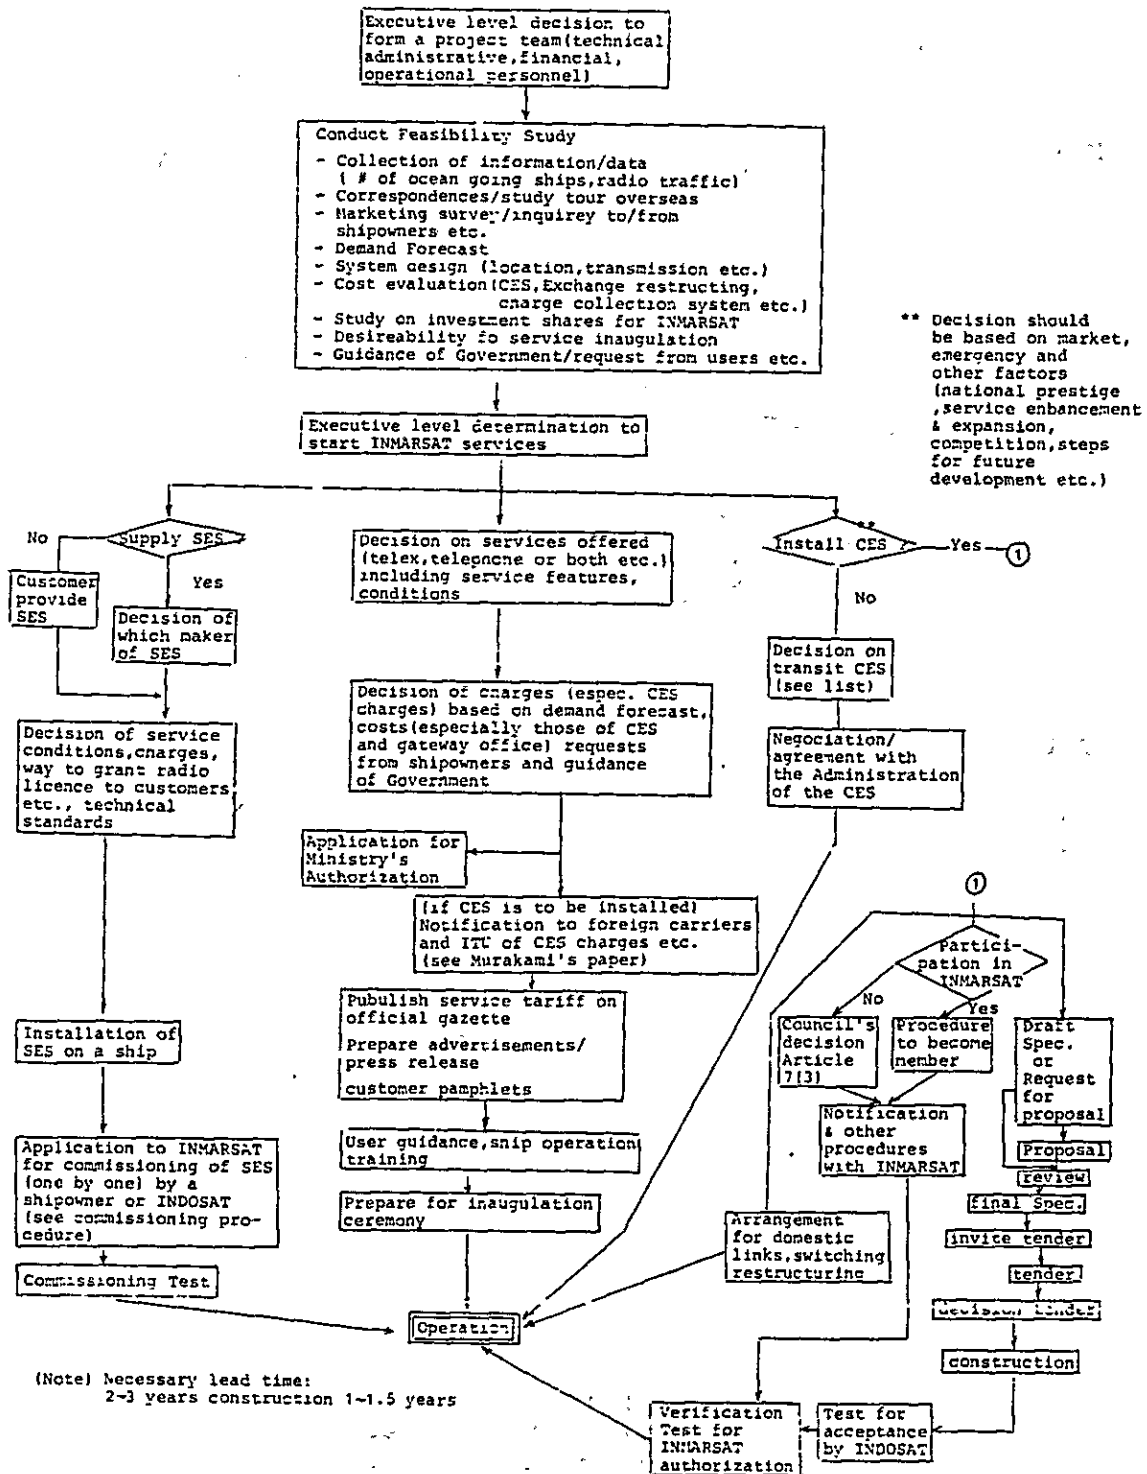 Executive level decision to
form a project team(technical
administrative,financial,
operational personnel)
Conduct Feasibility Study
- Collection of information/data
( # of ocean going ships,radio traffic)
- Correspondences/study tour overseas
- Marketing survey/inquirey to/from
shipowners etc.
- Demand Forecast
- System design (location,transmission etc.)
- Cost evaluation(CES,Exchange restructing,
charge collection system etc.)
- Study on investment shares for INMARSAT
- Desireability fo service inaugulation
- Guidance of Government/request from users etc.
** Decision should
be based on market,
emergency and
other factors
(national prestige
,service enbancement
& expansion,
competition,steps
for future
development etc.)
Executive level determination to
start INMARSAT services
No
Supply SES
Yes
Customer
provide
SES
Decision of
which maker
of SES
Decision of service
conditions,charges,
way to grant radio
licence to customers
etc., technical
standards
Installation of
SES on a ship
Application to INMARSAT
for commissioning of SES
(one by one) by a
shipowner or INDOSAT
(see commissioning pro-
cedure)
Commissioning Test
Decision on services offered
(telex,telephone or both etc.)
including service features,
conditions
Decision of charges (espec. CES
charges) based on demand forecast,
costs(especially those of CES
and gateway office) requests
from shipowners and guidance
of Government
Application for
Ministry's
Authorization
(if CES is to be installed)
Notification to foreign carriers
and ITU of CES charges etc.
(see Murakami's paper)
Pubulish service tariff on
official gazette
Prepare advertisements/
press release
customer pamphlets
User guidance,ship operation
training
Prepare for inaugulation
ceremony
Operation
**
Install CES ?
Yes
①
No
Decision on
transit CES
(see list)
Negociation/
agreement with
the Administration
of the CES
①
Partici-
pation in
INMARSAT
No
Yes
Council's
decision
Article
7(3)
Procedure
to become
member
Notification
& other
procedures
with INMARSAT
Draft
Spec.
or
Request
for
proposal
Proposal
review
final Spec.
invite tender
tender
decision tender
construction
Arrangement
for domestic
links,switching
restructuring
Test for
acceptance
by INDOSAT
Verification
Test for
INMARSAT
authorization
(Note) Necessary lead time:
2~3 years construction 1~1.5 years